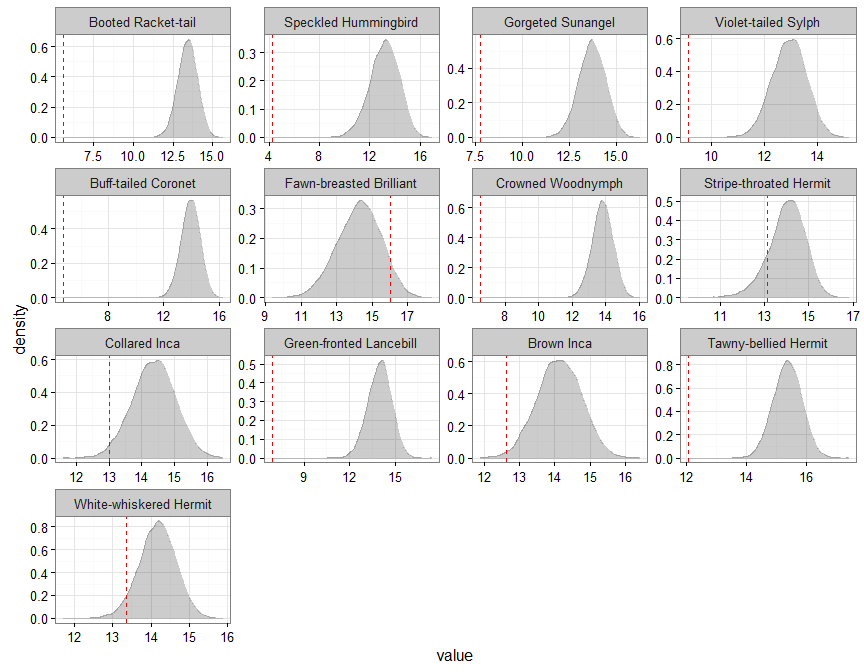 Booted Racket-tail Speckled Hummingbird Gorgeted Sunangel Violet-tailed Sylph
0.6 0.4 0.2 0.0
0.3 0.2 0.1 0.0
0.4 0.2 0.0
0.6 0.4 0.2 0.0
7.5 10.0 12.5 15.0 4 8 12 16 7.5 10.0 12.5 15.0 10 12 14
Buff-tailed Coronet Fawn-breasted Brilliant Crowned Woodnymph Stripe-throated Hermit
0.4 0.2 0.0
0.3 0.2 0.1 0.0
0.6 0.4 0.2 0.0
0.5 0.4 0.3 0.2 0.1 0.0
8 12 16 9 11 13 15 17 8 10 12 14 16 11 13 15 17
density
Collared Inca Green-fronted Lancebill Brown Inca Tawny-bellied Hermit
0.6 0.4 0.2 0.0
0.5 0.4 0.3 0.2 0.1 0.0
0.6 0.4 0.2 0.0
0.8 0.6 0.4 0.2 0.0
12 13 14 15 16 9 12 15 12 13 14 15 16 12 14 16
White-whiskered Hermit
0.8 0.6 0.4 0.2 0.0
12 13 14 15 16
value